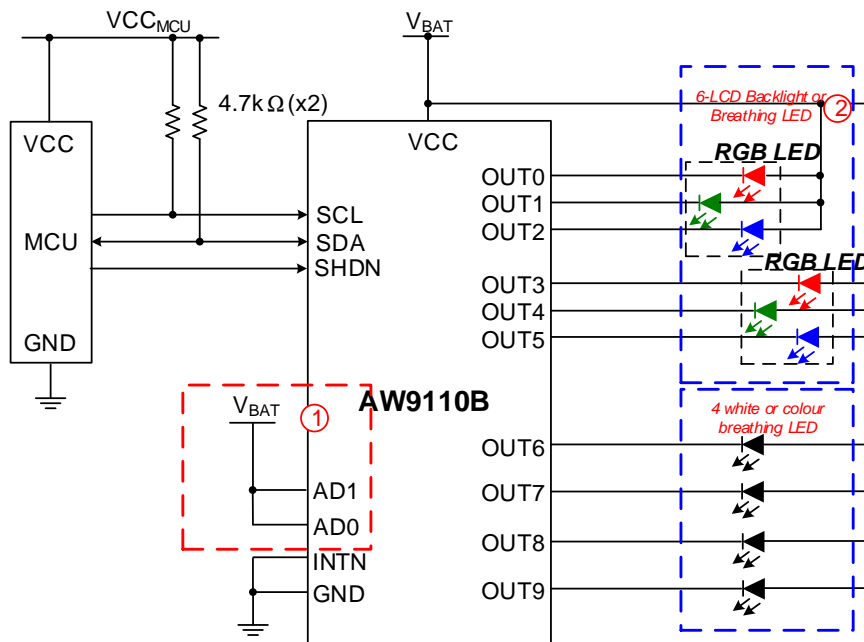 VCCMCU
VBAT
4.7kΩ(x2)
6-LCD Backlight or
Breathing LED
2
VCC
VCC
RGB LED
OUT0
OUT1
OUT2
SCL
MCU
SDA
SHDN
RGB LED
OUT3
OUT4
OUT5
GND
VBAT
1
AW9110B
4 white or colour
breathing LED
OUT6
AD1
OUT7
AD0
OUT8
INTN
GND
OUT9